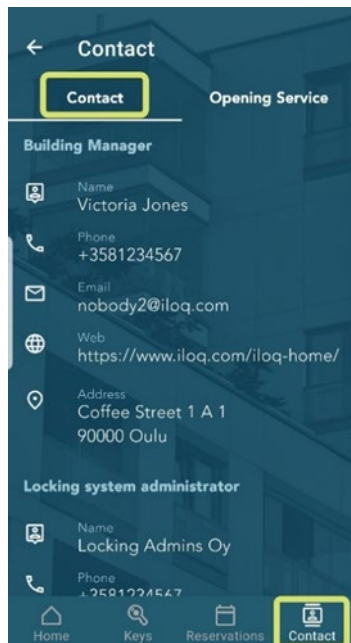 Contact
Contact
Opening Service
Building Manager
Name
Victoria Jones
Phone
+3581234567
Email
nobody2@iloq.com
Web
https://www.iloq.com/iloq-home/
Address
Coffee Street 1 A 1
90000 Oulu
Locking system administrator
Name
Locking Admins Oy
Phone
+3581234567
Home
Keys
Reservations
Contact